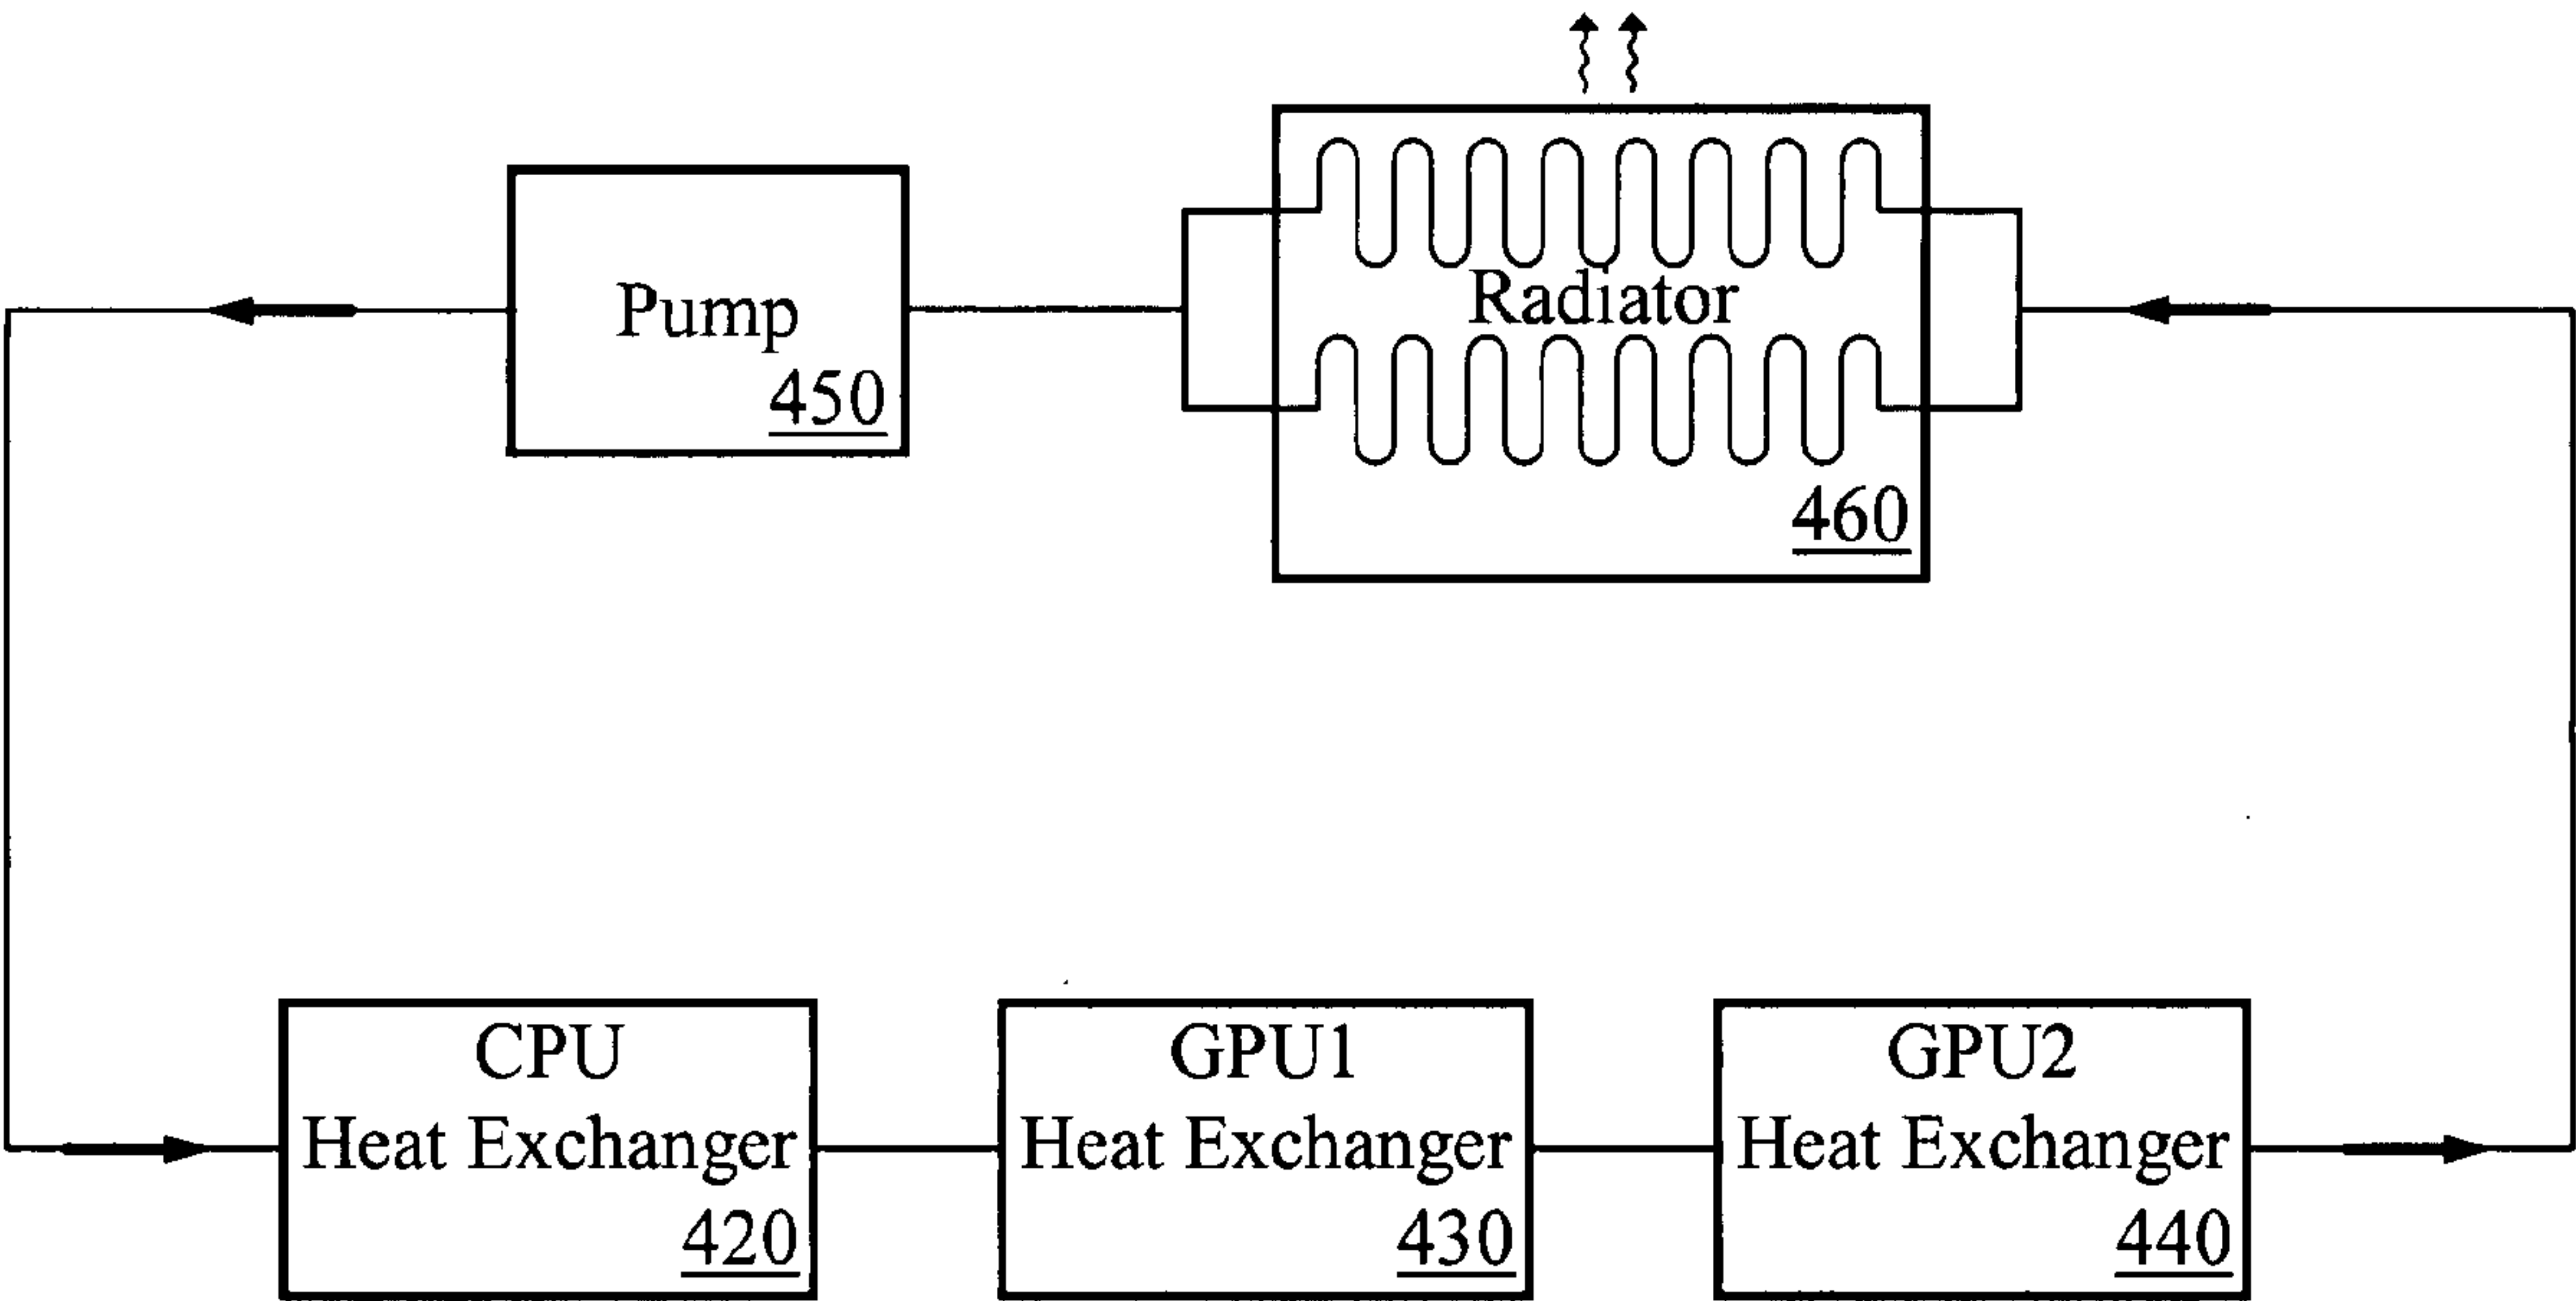 Pump
450
Radiator
460
CPU
Heat Exchanger
420
GPU1
Heat Exchanger
430
GPU2
Heat Exchanger
440